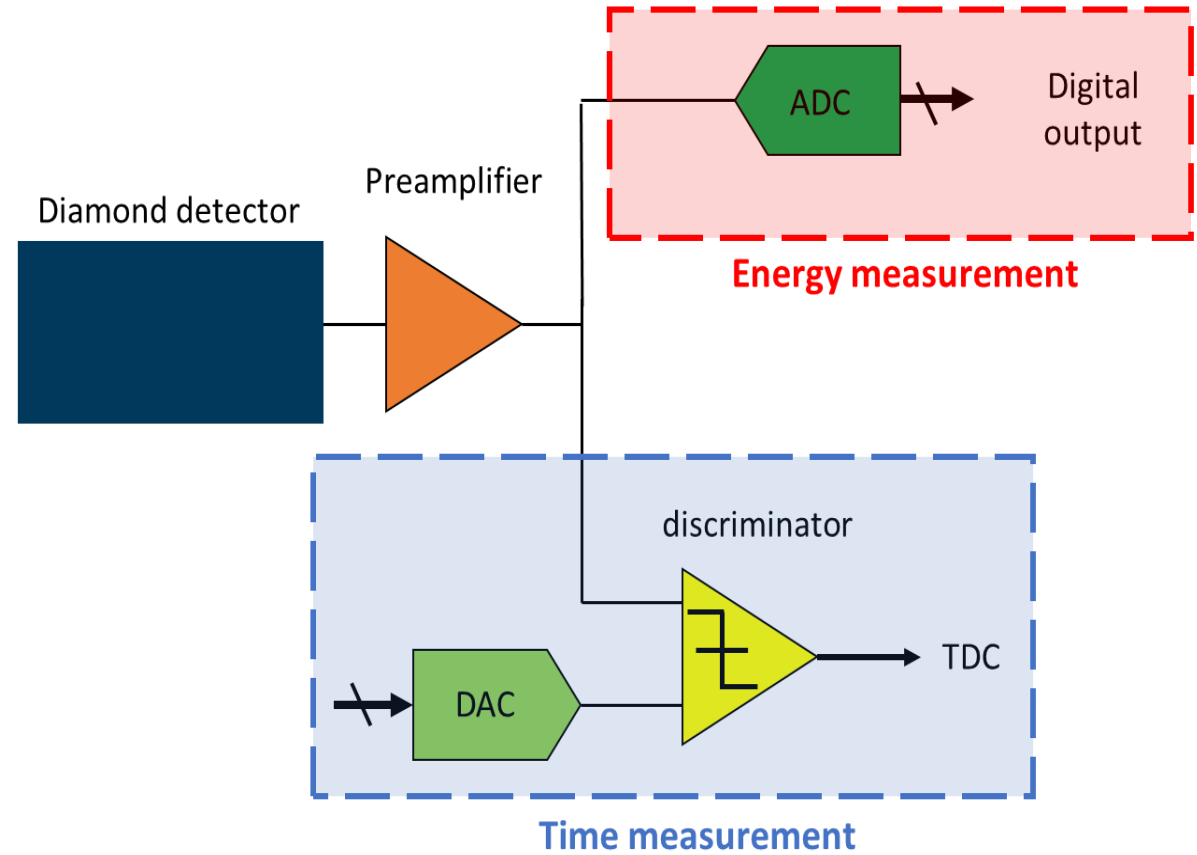 ADC
Digital
output
Preamplifier
Diamond detector
Energy measurement
discriminator
TDC
DAC
Time measurement